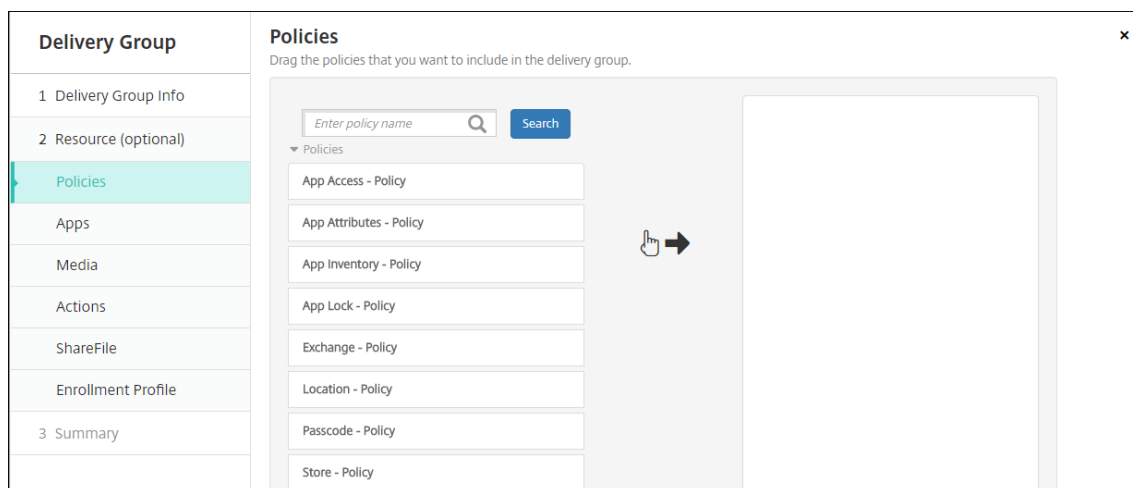 Delivery Group
1 Delivery Group Info
2 Resource (optional)
Policies
Apps
Media
Actions
ShareFile
Enrollment Profile
3 Summary
Policies
Drag the policies that you want to include in the delivery group.
Enter policy name
Search
Policies
App Access - Policy
App Attributes - Policy
App Inventory - Policy
App Lock - Policy
Exchange - Policy
Location - Policy
Passcode - Policy
Store - Policy